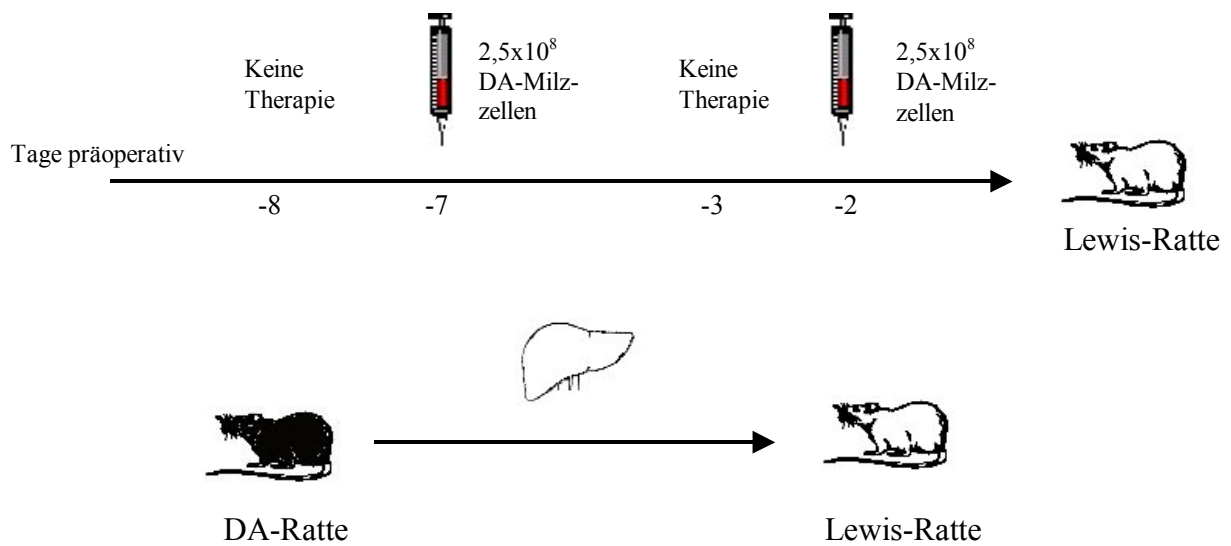 Keine
Therapie
2,5x10⁸
DA-Milz-
zellen
Keine
Therapie
2,5x10⁸
DA-Milz-
zellen
Tage präoperativ
-8 -7 -3 -2
Lewis-Ratte
DA-Ratte Lewis-Ratte